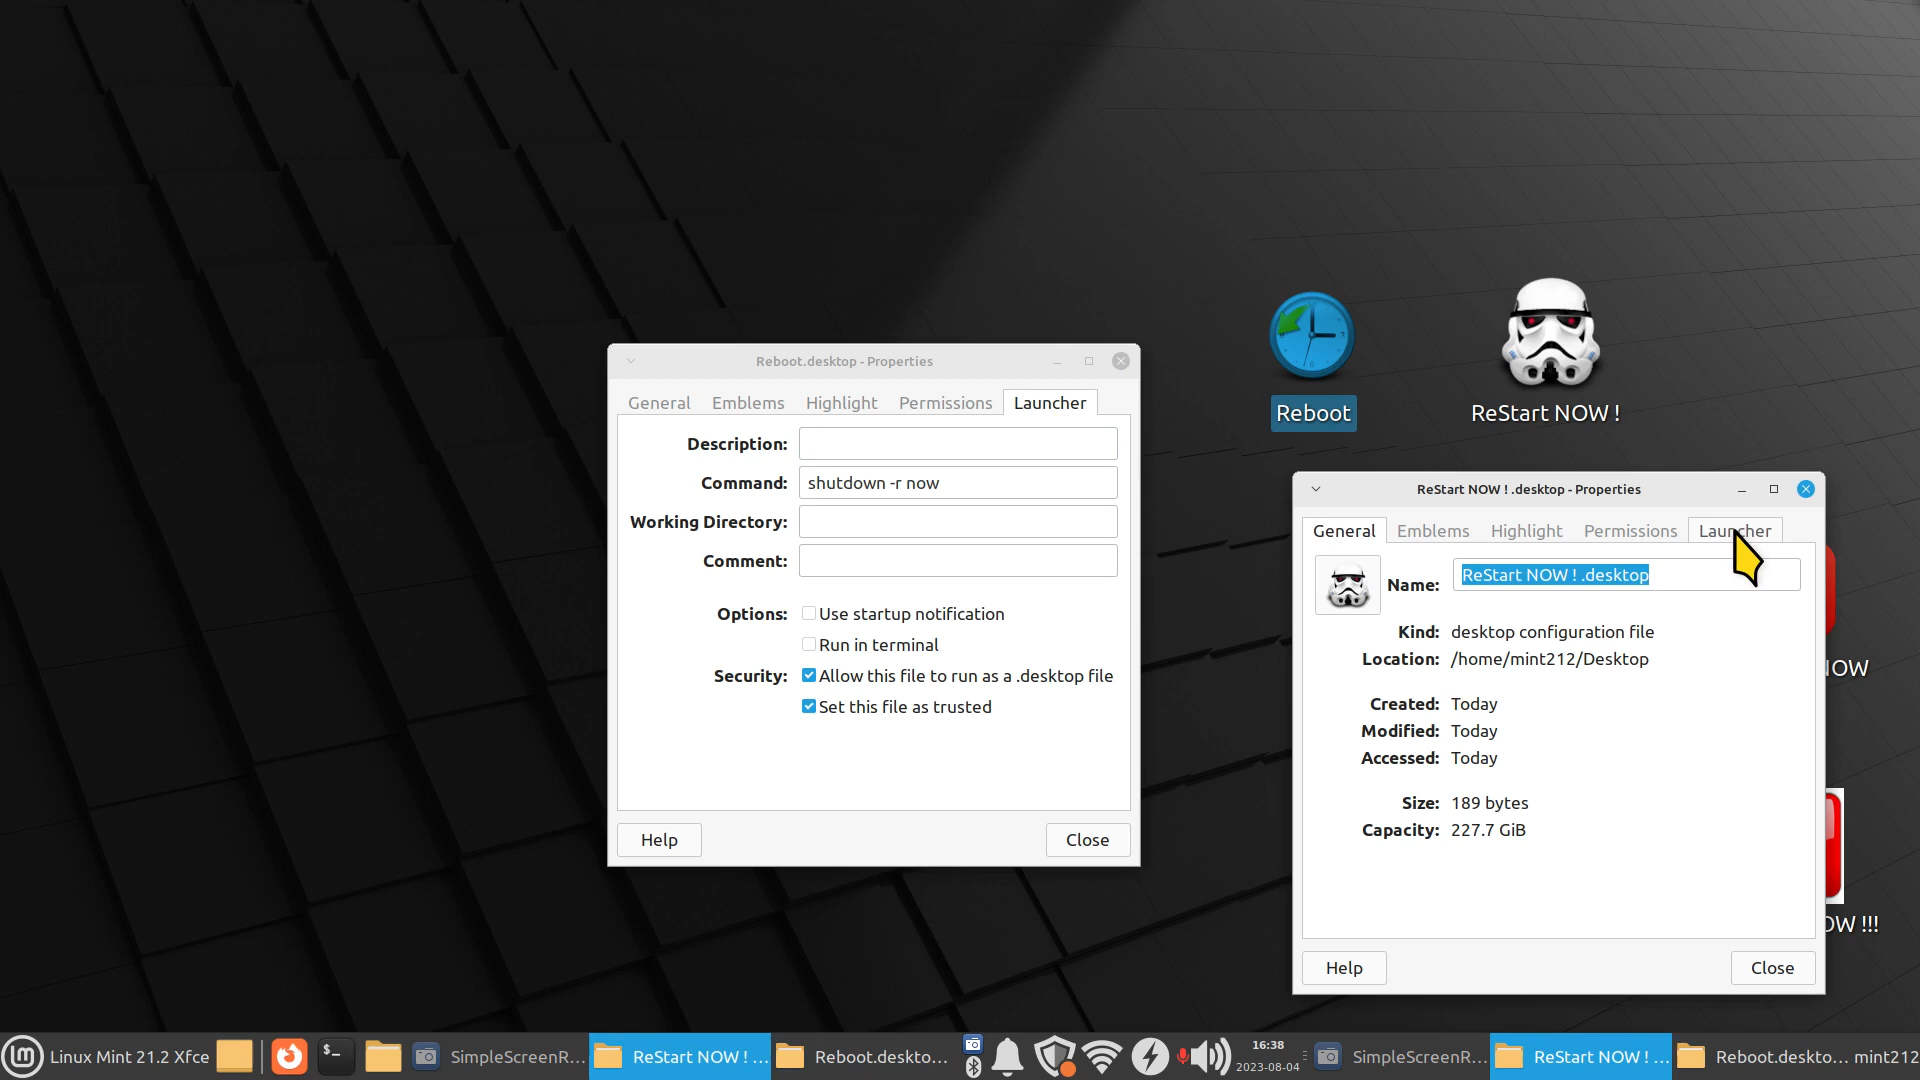 Reboot
ReStart NOW !
Reboot.desktop - Properties
General Emblems Highlight Permissions Launcher
Description:
Command: shutdown -r now
Working Directory:
Comment:
Options: Use startup notification
Run in terminal
Security: Allow this file to run as a .desktop file
Set this file as trusted
Help Close
ReStart NOW ! .desktop - Properties
General Emblems Highlight Permissions Launcher
Name: ReStart NOW ! .desktop
Kind: desktop configuration file
Location: /home/mint212/Desktop
Created: Today
Modified: Today
Accessed: Today
Size: 189 bytes
Capacity: 227.7 GiB
Help Close
NOW
OW !!!
Linux Mint 21.2 Xfce SimpleScreenR... ReStart NOW ! ... Reboot.deskto... 16:38 SimpleScreenR... ReStart NOW ! ... Reboot.deskto... mint212
2023-08-04